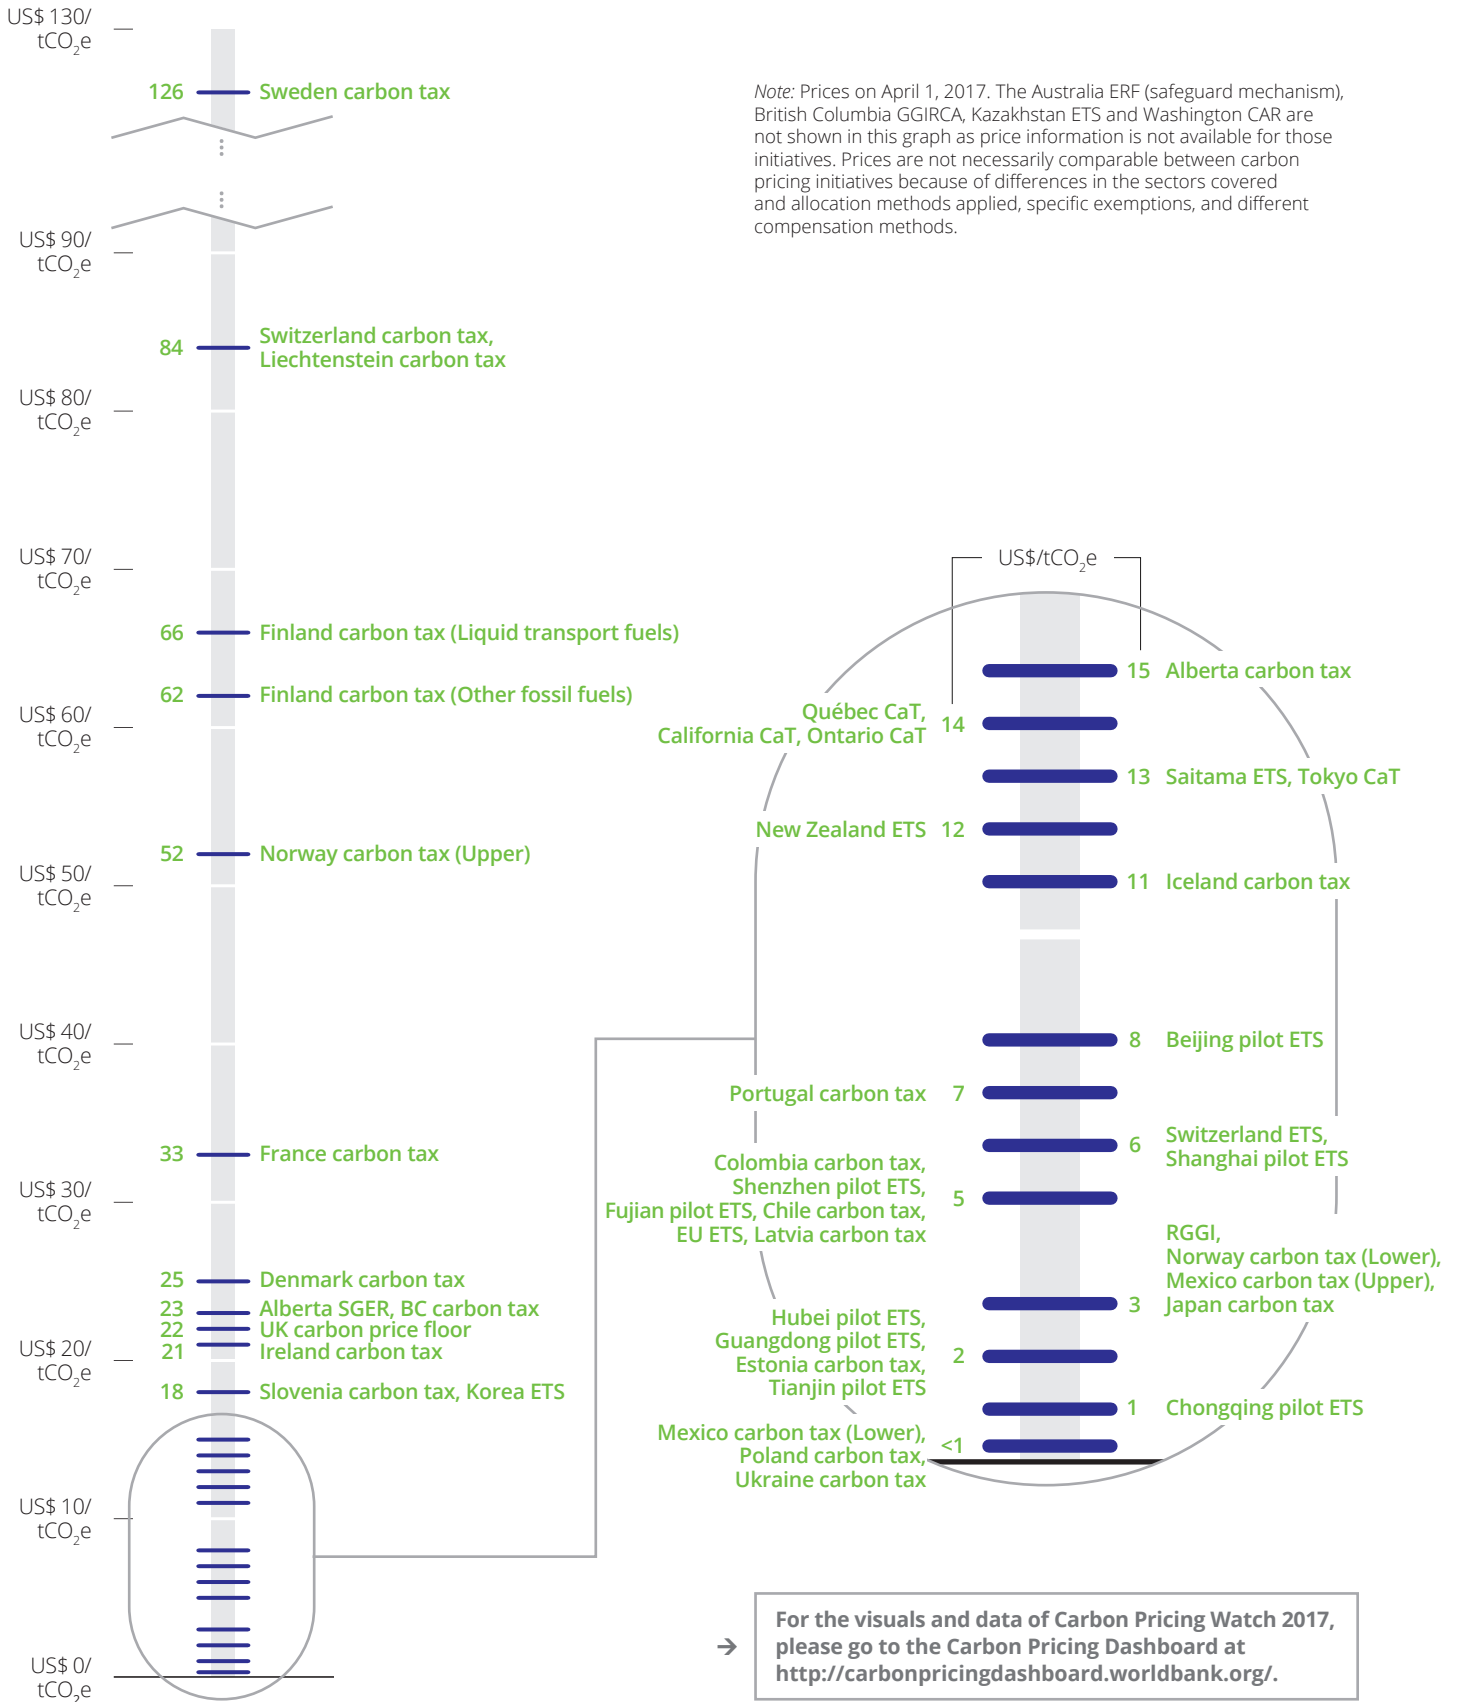 US$ 130/
tCO₂e
126 Sweden carbon tax
Note: Prices on April 1, 2017. The Australia ERF (safeguard mechanism),
British Columbia GGIRCA, Kazakhstan ETS and Washington CAR are
not shown in this graph as price information is not available for those
initiatives. Prices are not necessarily comparable between carbon
pricing initiatives because of differences in the sectors covered
and allocation methods applied, specific exemptions, and different
compensation methods.
US$ 90/
tCO₂e
84 Switzerland carbon tax,
Liechtenstein carbon tax
US$ 80/
tCO₂e
US$ 70/
tCO₂e
66 Finland carbon tax (Liquid transport fuels)
62 Finland carbon tax (Other fossil fuels)
US$ 60/
tCO₂e
52 Norway carbon tax (Upper)
US$ 50/
tCO₂e
US$ 40/
tCO₂e
33 France carbon tax
US$ 30/
tCO₂e
25 Denmark carbon tax
23 Alberta SGER, BC carbon tax
22 UK carbon price floor
21 Ireland carbon tax
US$ 20/
tCO₂e
18 Slovenia carbon tax, Korea ETS
US$ 10/
tCO₂e
US$ 0/
tCO₂e
US$/tCO₂e
15 Alberta carbon tax
Québec CaT,
California CaT, Ontario CaT 14
13 Saitama ETS, Tokyo CaT
New Zealand ETS 12
11 Iceland carbon tax
8 Beijing pilot ETS
Portugal carbon tax 7
6 Switzerland ETS,
Shanghai pilot ETS
Colombia carbon tax,
Shenzhen pilot ETS,
Fujian pilot ETS, Chile carbon tax,
EU ETS, Latvia carbon tax
5
RGGI,
Norway carbon tax (Lower),
Mexico carbon tax (Upper),
3 Japan carbon tax
Hubei pilot ETS,
Guangdong pilot ETS,
Estonia carbon tax,
Tianjin pilot ETS
2
1 Chongqing pilot ETS
Mexico carbon tax (Lower),
Poland carbon tax,
Ukraine carbon tax
<1
→ For the visuals and data of Carbon Pricing Watch 2017,
please go to the Carbon Pricing Dashboard at
http://carbonpricingdashboard.worldbank.org/.